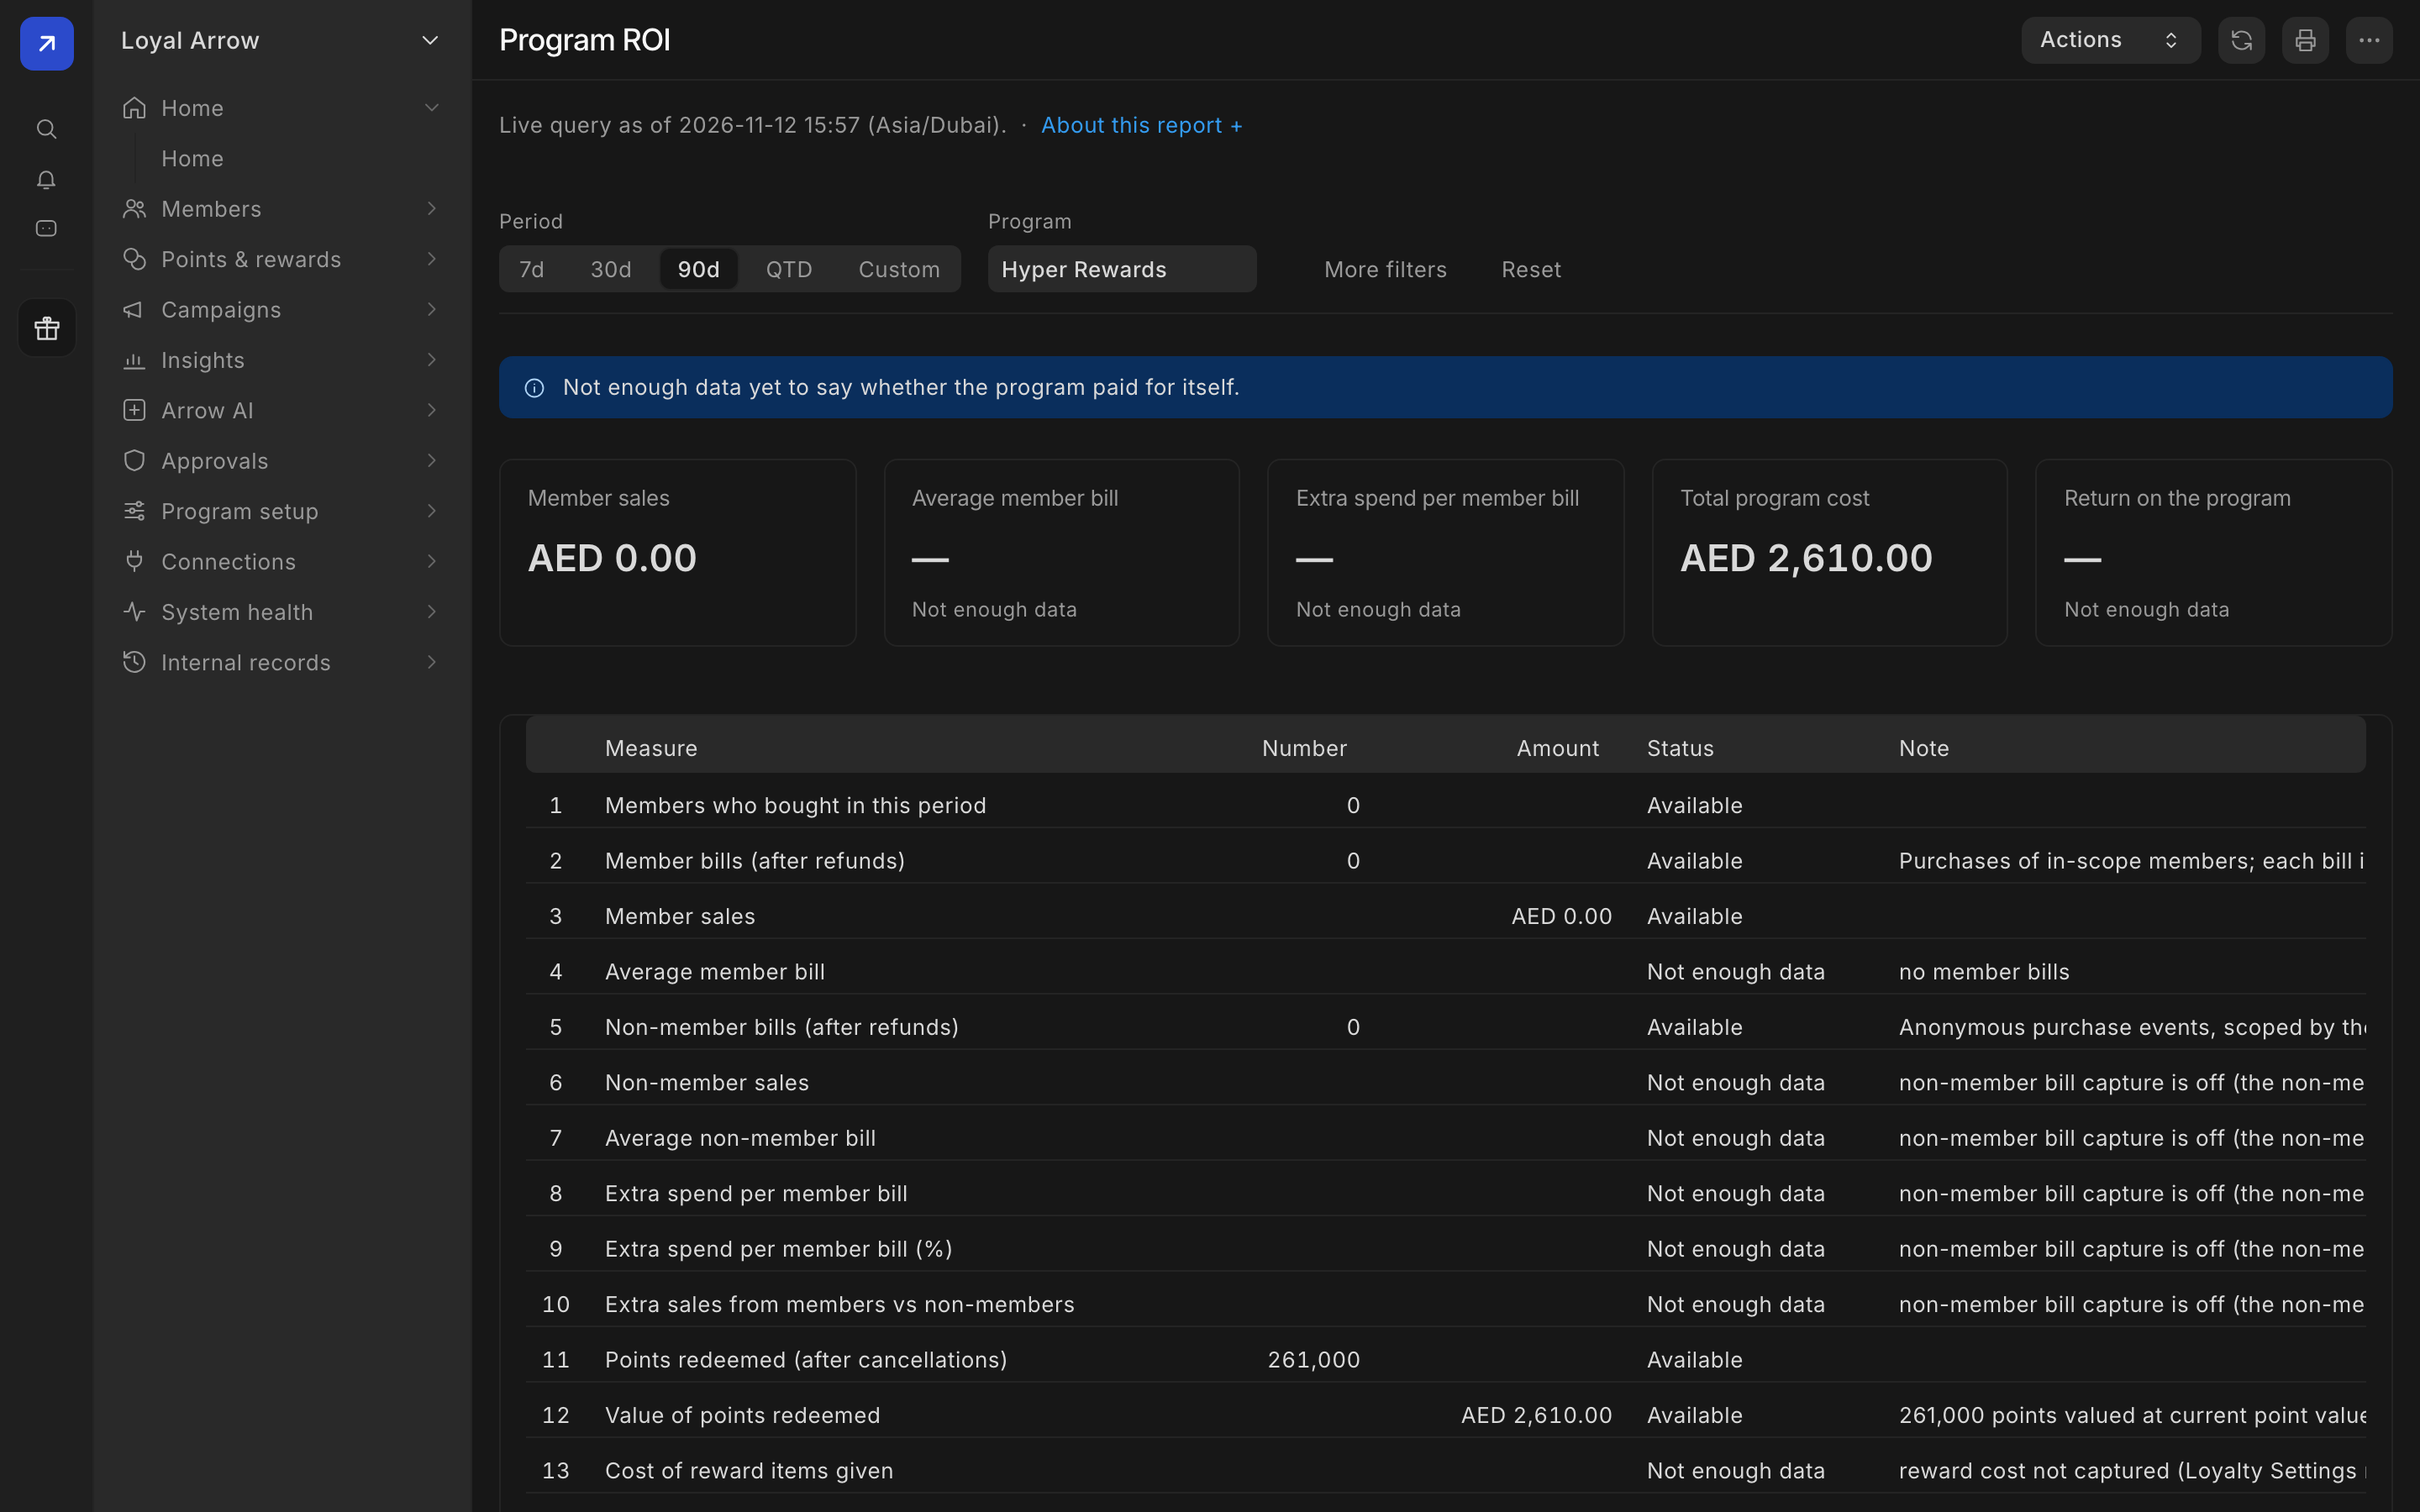 Loyal Arrow
Home
Home
Members
Points & rewards
Campaigns
Insights
Arrow AI
Approvals
Program setup
Connections
System health
Internal records
Program ROI
Actions
Live query as of 2026-11-12 15:57 (Asia/Dubai). · About this report +
Period
7d 30d 90d QTD Custom
Program
Hyper Rewards
More filters
Reset
Not enough data yet to say whether the program paid for itself.
Member sales
AED 0.00
Average member bill
—
Not enough data
Extra spend per member bill
—
Not enough data
Total program cost
AED 2,610.00
Return on the program
—
Not enough data
Measure Number Amount Status Note
1 Members who bought in this period 0 Available
2 Member bills (after refunds) 0 Available Purchases of in-scope members; each bill i
3 Member sales AED 0.00 Available
4 Average member bill Not enough data no member bills
5 Non-member bills (after refunds) 0 Available Anonymous purchase events, scoped by the
6 Non-member sales Not enough data non-member bill capture is off (the non-me
7 Average non-member bill Not enough data non-member bill capture is off (the non-me
8 Extra spend per member bill Not enough data non-member bill capture is off (the non-me
9 Extra spend per member bill (%) Not enough data non-member bill capture is off (the non-me
10 Extra sales from members vs non-members Not enough data non-member bill capture is off (the non-me
11 Points redeemed (after cancellations) 261,000 Available
12 Value of points redeemed AED 2,610.00 Available 261,000 points valued at current point value
13 Cost of reward items given Not enough data reward cost not captured (Loyalty Settings